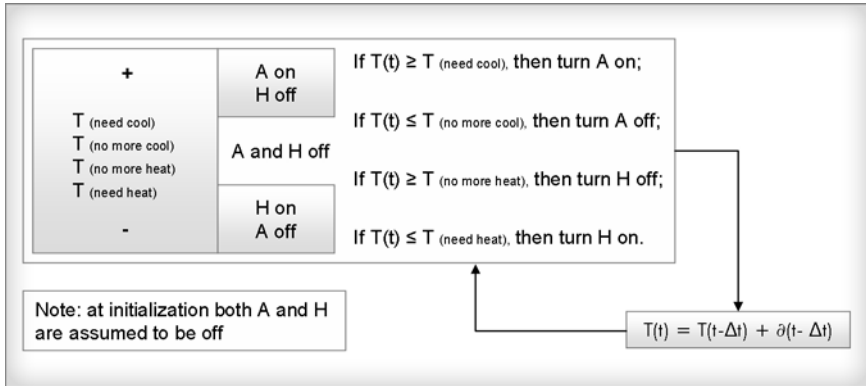 +
T (need cool)
T (no more cool)
T (no more heat)
T (need heat)
-
A on
H off
A and H off
H on
A off
If T(t) ≥ T (need cool), then turn A on;
If T(t) ≤ T (no more cool), then turn A off;
If T(t) ≥ T (no more heat), then turn H off;
If T(t) ≤ T (need heat), then turn H on.
Note: at initialization both A and H
are assumed to be off
T(t) = T(t-Δt) + ∂(t- Δt)